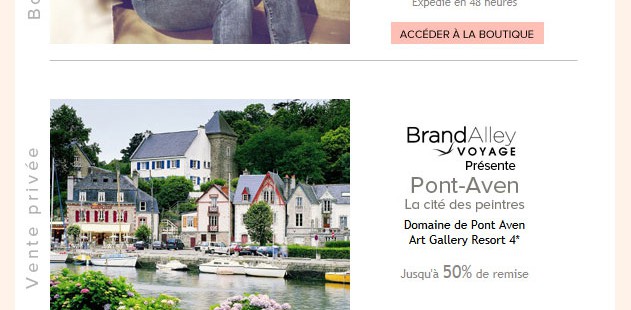 Expédié en 48 heures
ACCÉDER À LA BOUTIQUE
Vente privée
BrandAlley
VOYAGE
Présente
Pont-Aven
La cité des peintres
Domaine de Pont Aven
Art Gallery Resort 4*
Jusqu'à 50% de remise